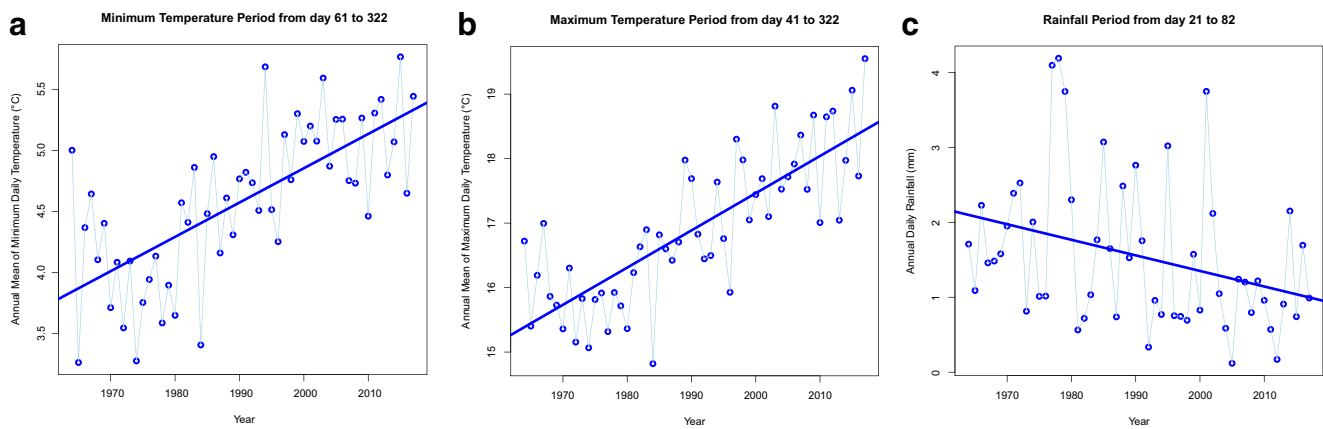 a
Minimum Temperature Period from day 61 to 322
Annual Mean of Minimum Daily Temperature (°C)
5.5
5.0
4.5
4.0
3.5
1970
1980
1990
2000
2010
Year
b
Maximum Temperature Period from day 41 to 322
Annual Mean of Maximum Daily Temperature (°C)
19
18
17
16
15
1970
1980
1990
2000
2010
Year
c
Rainfall Period from day 21 to 82
Annual Daily Rainfall (mm)
4
3
2
1
0
1970
1980
1990
2000
2010
Year